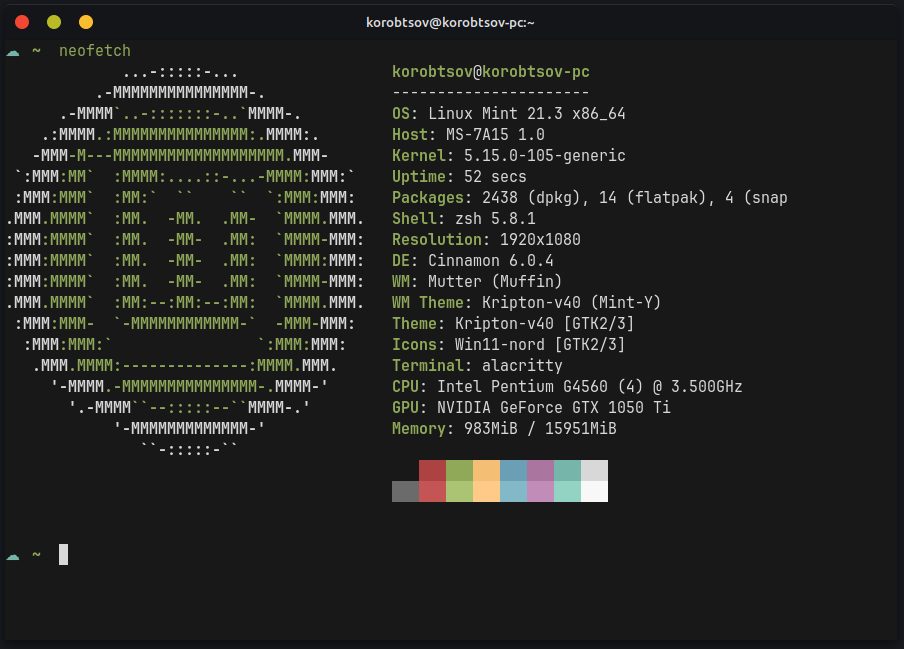 korobtsov@korobtsov-pc:~
☁ ~ neofetch
             ...-:::::-...
          .-MMMMMMMMMMMMMMM-.
      .-MMMM`..-:::::::-..`MMMM-.
    .:MMMM.:MMMMMMMMMMMMMMM:.MMMM:.
   -MMM-M---MMMMMMMMMMMMMMMMMMM.MMM-
 `:MMM:MM`  :MMMM:....::-...-MMMM:MMM:`
 :MMM:MMM`  :MM:`  ``    ``  `:MMM:MMM:
.MMM.MMMM`  :MM.  -MM.  .MM-  `MMMM.MMM.
:MMM:MMMM`  :MM.  -MM-  .MM:  `MMMM-MMM:
:MMM:MMMM`  :MM.  -MM-  .MM:  `MMMM:MMM:
:MMM:MMMM`  :MM.  -MM-  .MM:  `MMMM-MMM:
.MMM.MMMM`  :MM:--:MM:--:MM:  `MMMM.MMM.
 :MMM:MMM-  `-MMMMMMMMMMMM-`  -MMM-MMM:
  :MMM:MMM:`                `:MMM:MMM:
   .MMM.MMMM:--------------:MMMM.MMM.
     '-MMMM.-MMMMMMMMMMMMMMM-.MMMM-'
       '.-MMMM``--:::::--``MMMM-.'
            '-MMMMMMMMMMMMM-'
               ``-:::::-``
korobtsov@korobtsov-pc
----------------------
OS: Linux Mint 21.3 x86_64
Host: MS-7A15 1.0
Kernel: 5.15.0-105-generic
Uptime: 52 secs
Packages: 2438 (dpkg), 14 (flatpak), 4 (snap
Shell: zsh 5.8.1
Resolution: 1920x1080
DE: Cinnamon 6.0.4
WM: Mutter (Muffin)
WM Theme: Kripton-v40 (Mint-Y)
Theme: Kripton-v40 [GTK2/3]
Icons: Win11-nord [GTK2/3]
Terminal: alacritty
CPU: Intel Pentium G4560 (4) @ 3.500GHz
GPU: NVIDIA GeForce GTX 1050 Ti
Memory: 983MiB / 15951MiB
☁ ~